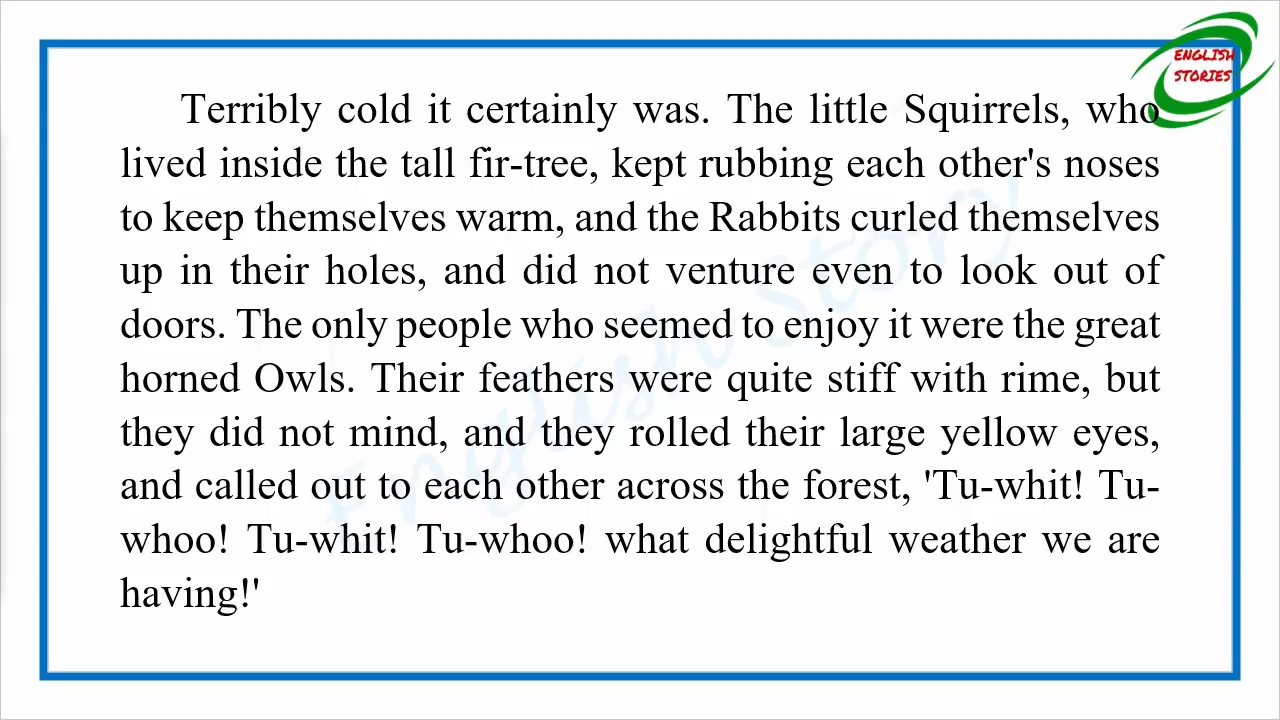 ENGLISH
STORIES
Terribly cold it certainly was. The little Squirrels, who
lived inside the tall fir-tree, kept rubbing each other's noses
to keep themselves warm, and the Rabbits curled themselves
up in their holes, and did not venture even to look out of
doors. The only people who seemed to enjoy it were the great
horned Owls. Their feathers were quite stiff with rime, but
they did not mind, and they rolled their large yellow eyes,
and called out to each other across the forest, 'Tu-whit! Tu-
whoo! Tu-whit! Tu-whoo! what delightful weather we are
having!'
English Story